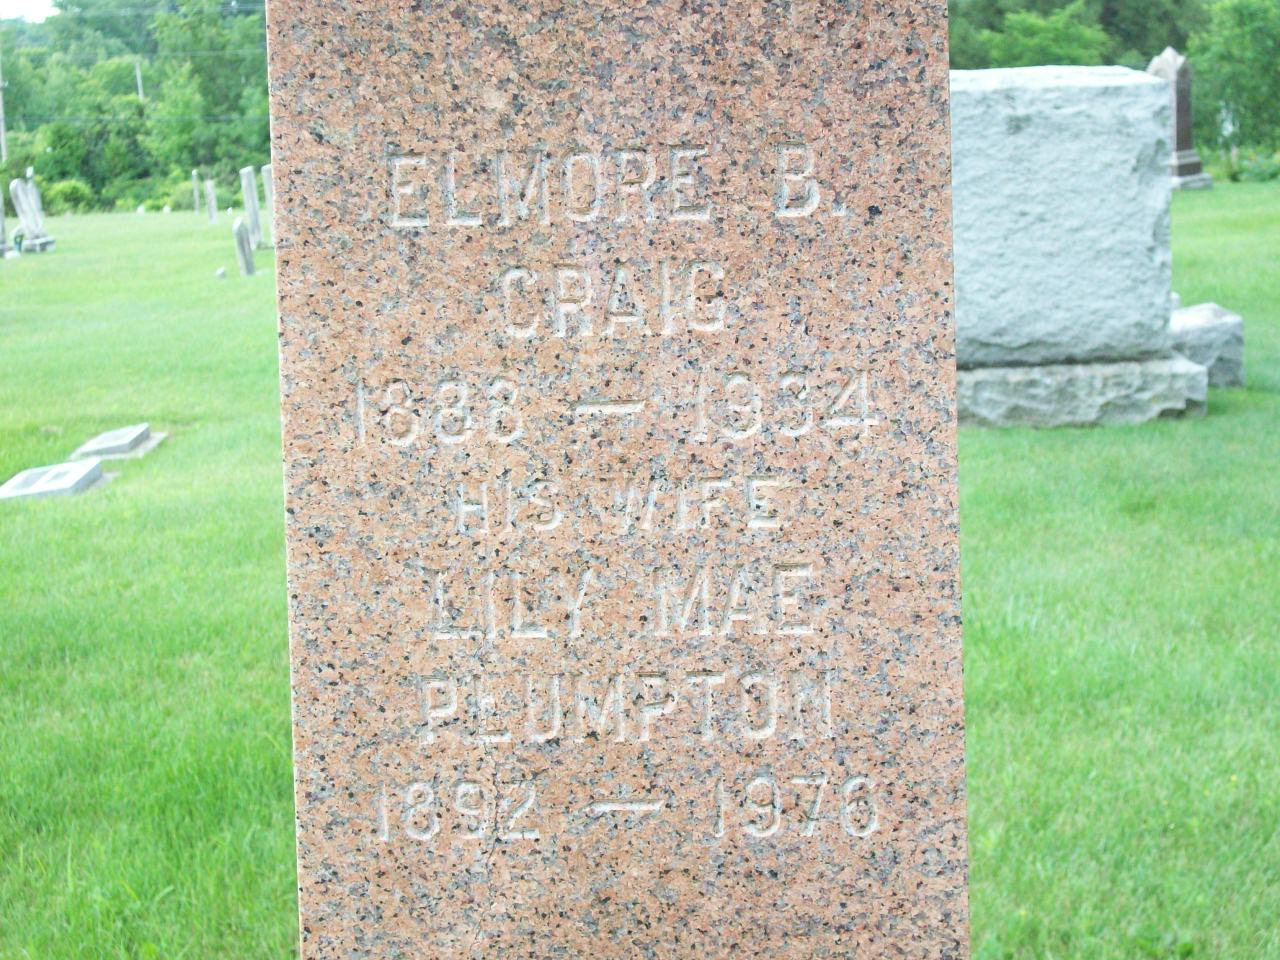 ELMORE B.
CRAIG
1888 — 1934
HIS WIFE
LILY MAE
PLUMPTON
1892 — 1976